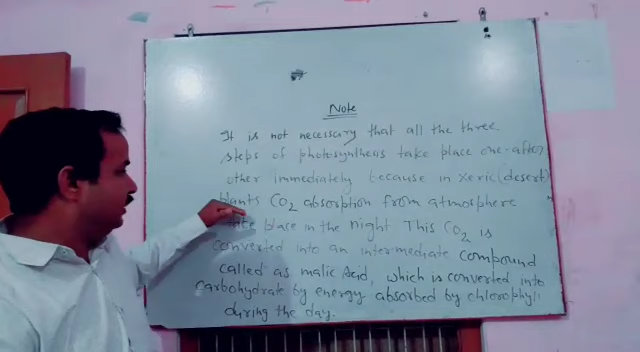 Note
It is not necessary that all the three
steps of photosynthesis take place one-after
other immediately because in xeric (desert)
plants CO2 absorption from atmosphere
take place in the night This CO2 is
converted into an intermediate compound
called as malic Acid, which is converted into
carbohydrate by energy absorbed by chlorophyll
during the day.